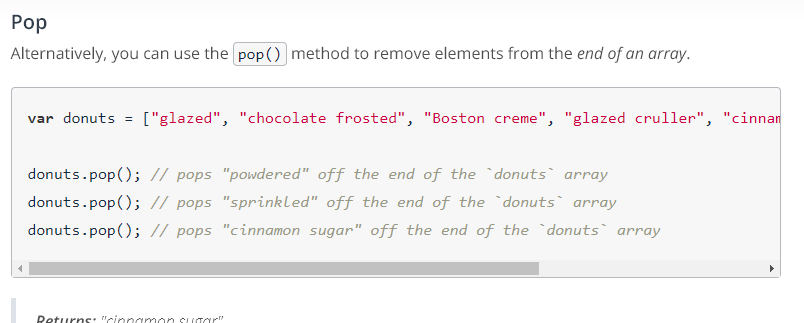 Pop
Alternatively, you can use the pop() method to remove elements from the end of an array.
var donuts = ["glazed", "chocolate frosted", "Boston creme", "glazed cruller", "cinnam
donuts.pop(); // pops "powdered" off the end of the `donuts` array
donuts.pop(); // pops "sprinkled" off the end of the `donuts` array
donuts.pop(); // pops "cinnamon sugar" off the end of the `donuts` array
Returns: "cinnamon sugar"